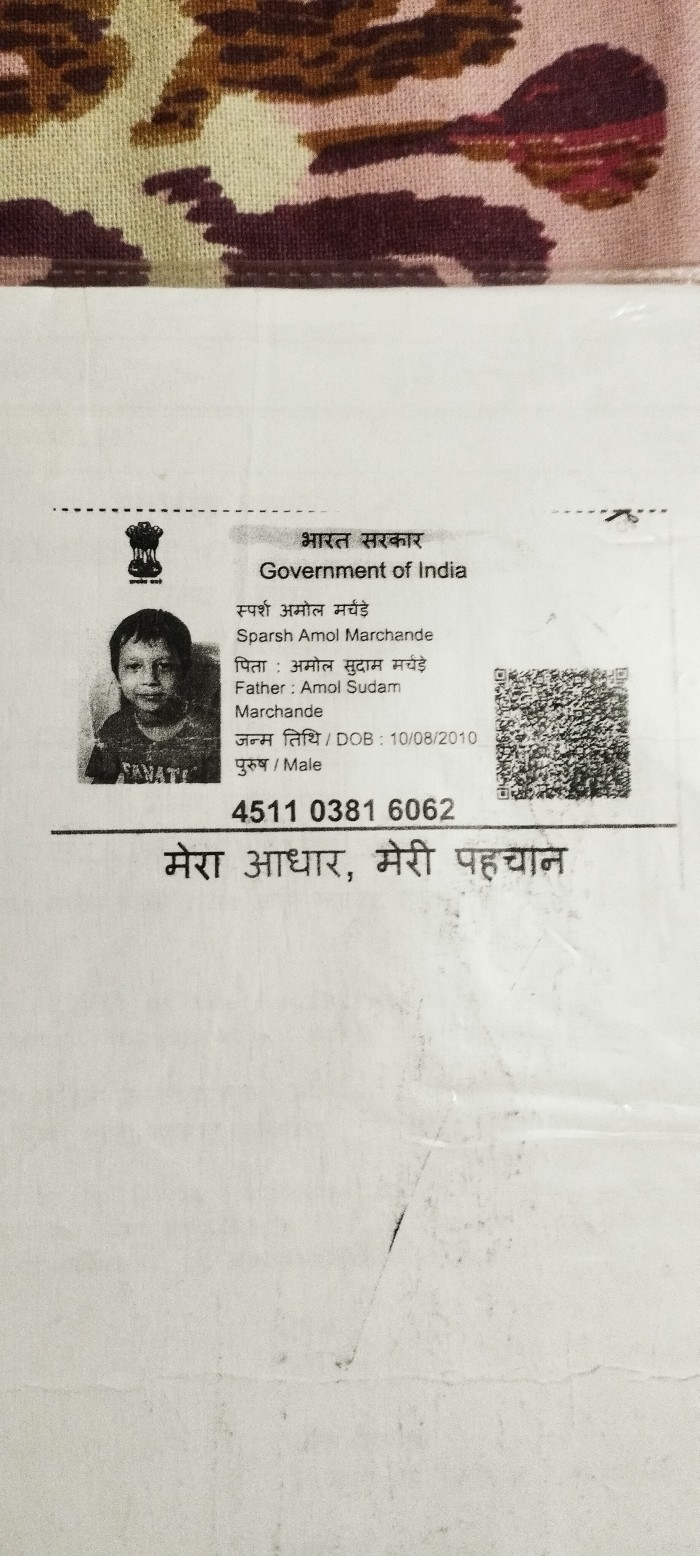 भारत सरकार
Government of India
स्पर्श अमोल मर्चंडे
Sparsh Amol Marchande
पिता : अमोल सुदाम मर्चंडे
Father : Amol Sudam
Marchande
जन्म तिथि / DOB : 10/08/2010
पुरुष / Male
4511 0381 6062
मेरा आधार, मेरी पहचान